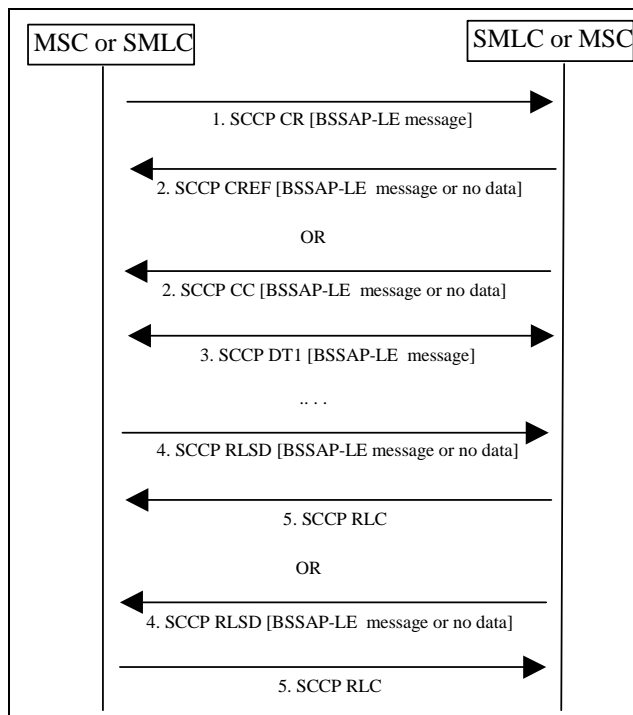 MSC or SMLC
SMLC or MSC
1. SCCP CR [BSSAP-LE message]
2. SCCP CREF [BSSAP-LE message or no data]
OR
2. SCCP CC [BSSAP-LE message or no data]
3. SCCP DT1 [BSSAP-LE message]
.. . .
4. SCCP RLSD [BSSAP-LE message or no data]
5. SCCP RLC
OR
4. SCCP RLSD [BSSAP-LE message or no data]
5. SCCP RLC